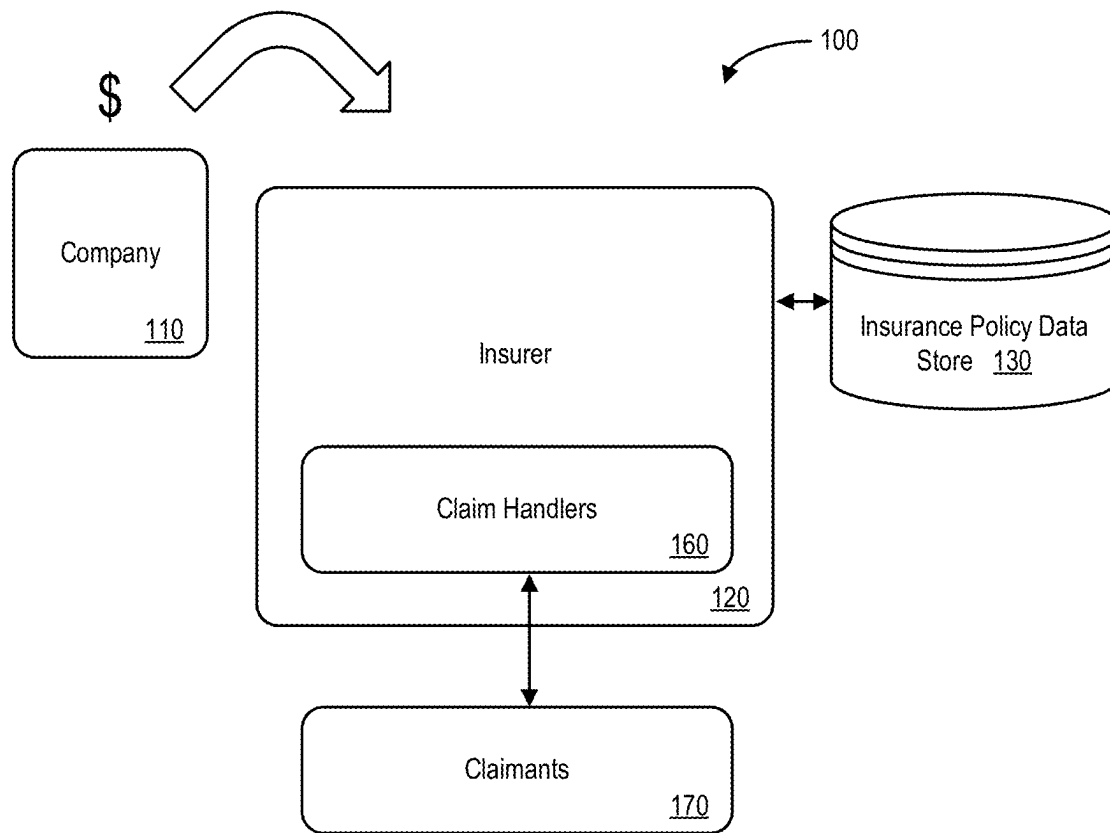 100
$
Company
110
Insurer
Insurance Policy Data
Store 130
Claim Handlers
160
120
Claimants
170